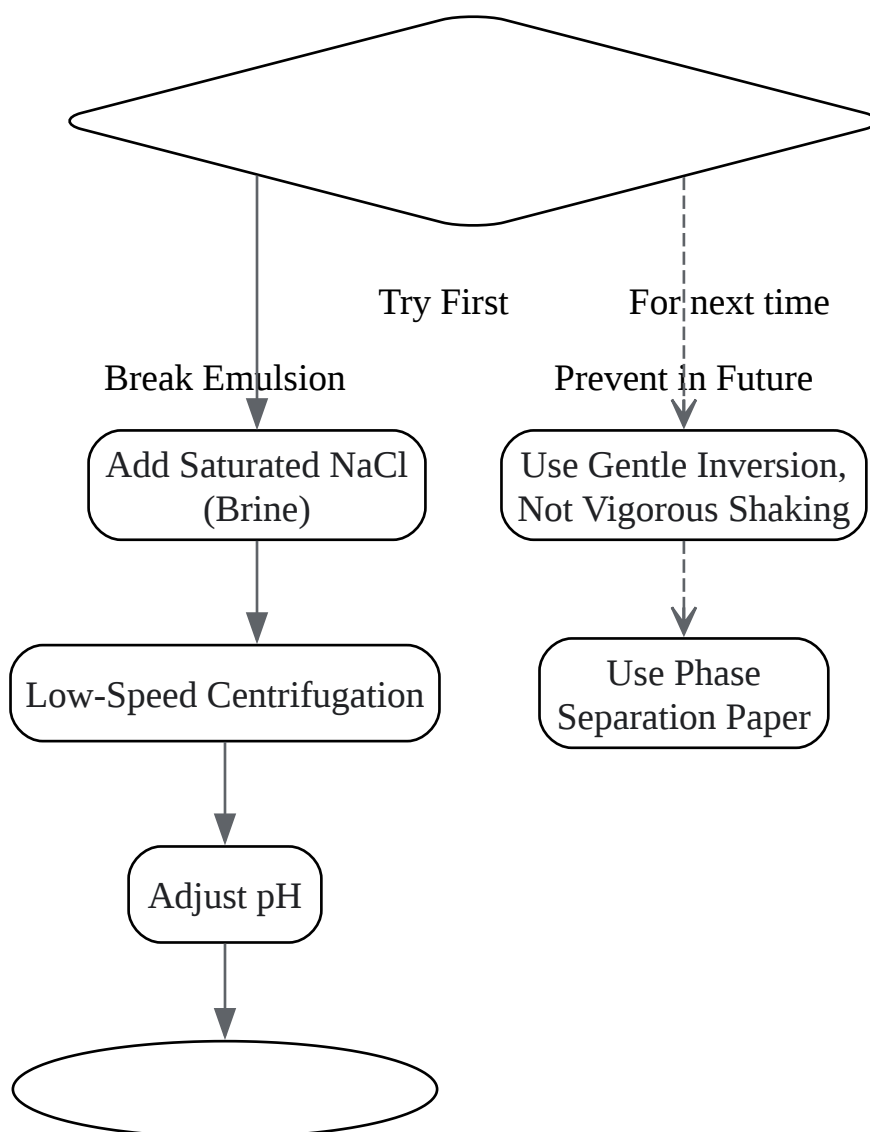 Try First
For next time
Break Emulsion
Prevent in Future
Add Saturated NaCl
(Brine)
Use Gentle Inversion,
Not Vigorous Shaking
Low-Speed Centrifugation
Use Phase
Separation Paper
Adjust pH